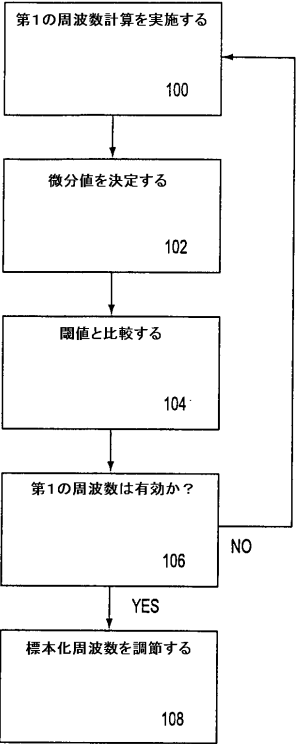 第1の周波数計算を実施する
100
微分値を決定する
102
閾値と比較する
104
第1の周波数は有効か？
106
NO
YES
標本化周波数を調節する
108